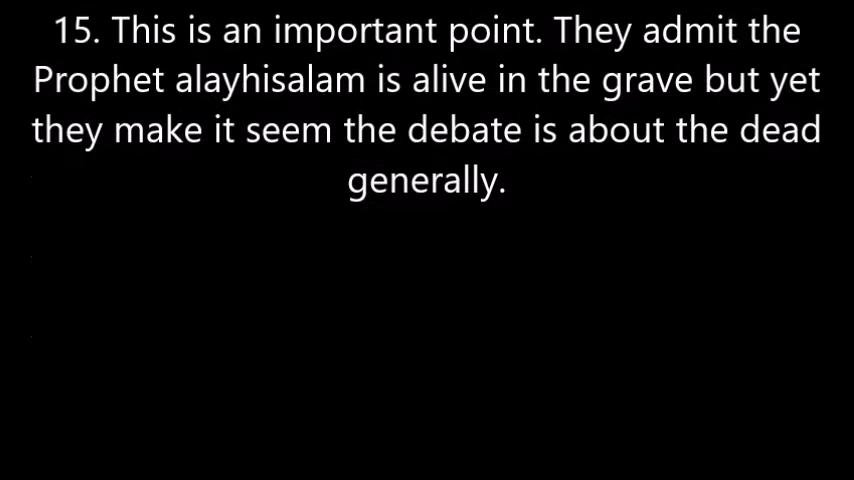 15. This is an important point. They admit the
Prophet alayhisalam is alive in the grave but yet
they make it seem the debate is about the dead
generally.